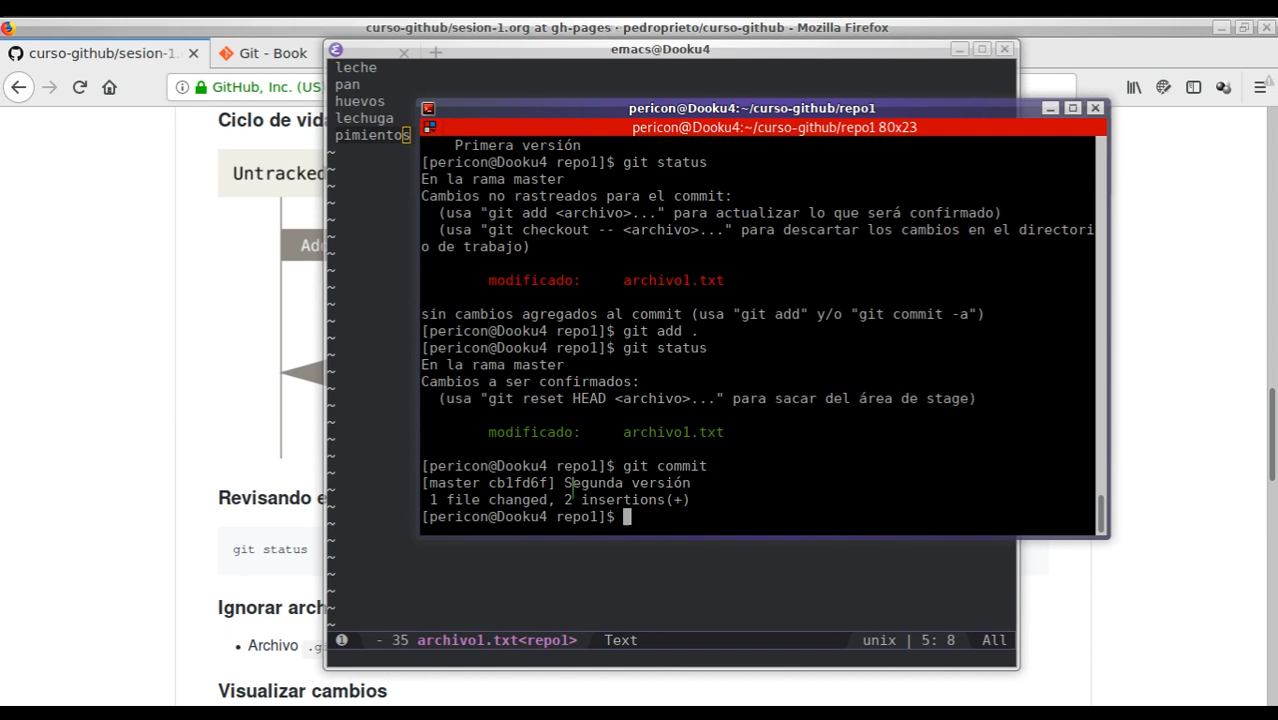 curso-github/sesion-1.org at gh-pages · pedroprieto/curso-github - Mozilla Firefox
curso-github/sesion-1.
Git - Book
emacs@Dooku4
GitHub, Inc. (US)
leche
pan
huevos
lechuga
pimientos
~
pericon@Dooku4:~/curso-github/repo1
pericon@Dooku4:~/curso-github/repo1 80x23
Primera versión
[pericon@Dooku4 repo1]$ git status
En la rama master
Cambios no rastreados para el commit:
(usa "git add <archivo>..." para actualizar lo que será confirmado)
(usa "git checkout -- <archivo>..." para descartar los cambios en el directori
o de trabajo)
modificado: archivo1.txt
sin cambios agregados al commit (usa "git add" y/o "git commit -a")
[pericon@Dooku4 repo1]$ git add .
[pericon@Dooku4 repo1]$ git status
En la rama master
Cambios a ser confirmados:
(usa "git reset HEAD <archivo>..." para sacar del área de stage)
modificado: archivo1.txt
[pericon@Dooku4 repo1]$ git commit
[master cb1fd6f] Segunda versión
1 file changed, 2 insertions(+)
[pericon@Dooku4 repo1]$
1 - 35 archivo1.txt<repo1> Text unix | 5: 8 All
Ciclo de vid
Untracked
Ad
Revisando e
git status
Ignorar arch
• Archivo .g
Visualizar cambios